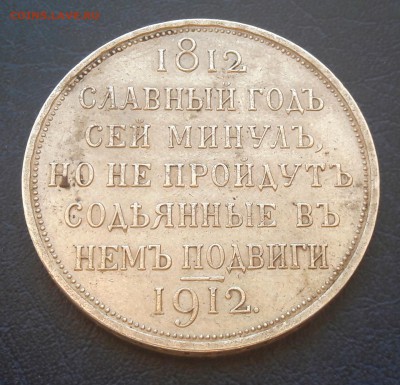 1812
СЛАВНЫЙ ГОДЪ
СЕЙ МИНУЛЪ,
НО НЕ ПРОЙДУТЪ
СОДѢЯННЫЕ ВЪ
НЕМЪ ПОДВИГИ
1912.